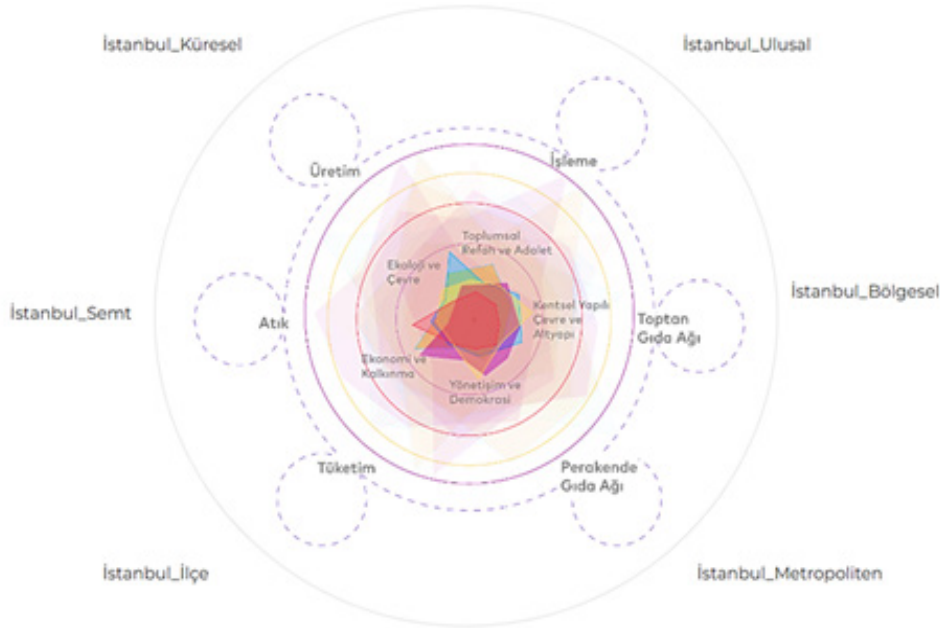 İstanbul_Küresel
İstanbul_Ulusal
Üretim
İşleme
Toplumsal
Refah ve Adalet
Ekoloji ve
Çevre
İstanbul_Semt
Atık
Kentsel Yapılı
Çevre ve
Altyapı
Toptan
Gıda Ağı
İstanbul_Bölgesel
Ekonomi ve
Kalkınma
Yönetişim ve
Demokrasi
Tüketim
Perakende
Gıda Ağı
İstanbul_İlçe
İstanbul_Metropoliten